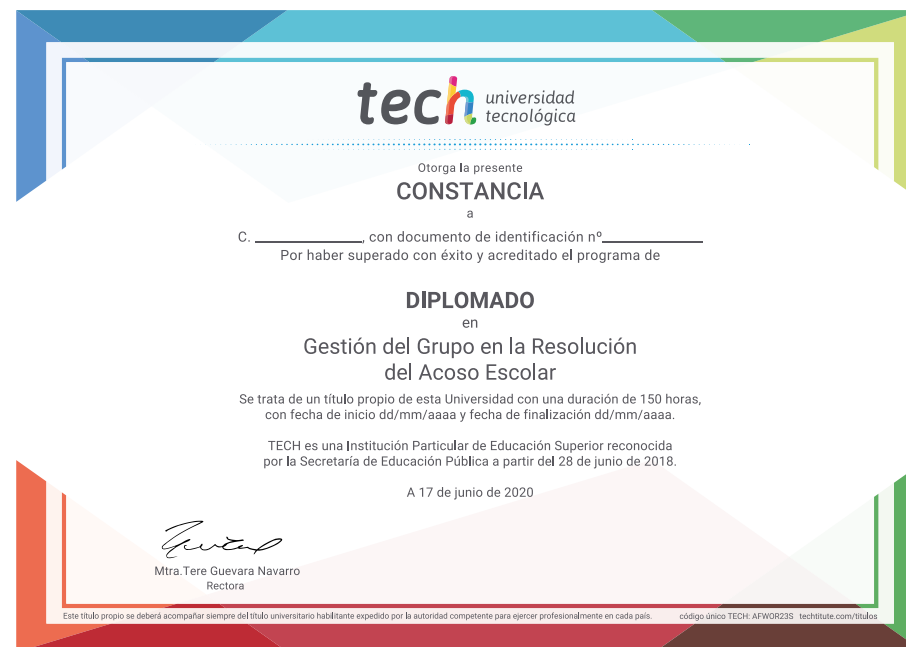 tech universidad
tecnológica
Otorga la presente
CONSTANCIA
a
C. ____________, con documento de identificación nº____________
Por haber superado con éxito y acreditado el programa de
DIPLOMADO
en
Gestión del Grupo en la Resolución
del Acoso Escolar
Se trata de un título propio de esta Universidad con una duración de 150 horas,
con fecha de inicio dd/mm/aaaa y fecha de finalización dd/mm/aaaa.
TECH es una Institución Particular de Educación Superior reconocida
por la Secretaría de Educación Pública a partir del 28 de junio de 2018.
A 17 de junio de 2020
Mtra.Tere Guevara Navarro
Rectora
Este título propio se deberá acompañar siempre del título universitario habilitante expedido por la autoridad competente para ejercer profesionalmente en cada país. código único TECH: AFWOR23S techtitute.com/titulos